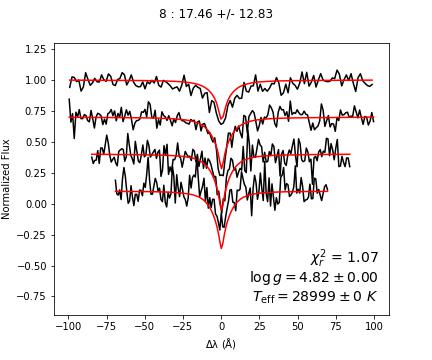 8 : 17.46 +/- 12.83
1.25
1.00
0.75
0.50
0.25
0.00
−0.25
−0.50
−0.75
Normalized Flux
χ²ᵣ = 1.07
log g = 4.82 ± 0.00
T_eff = 28999 ± 0 K
−100 −75 −50 −25 0 25 50 75 100
Δλ (Å)